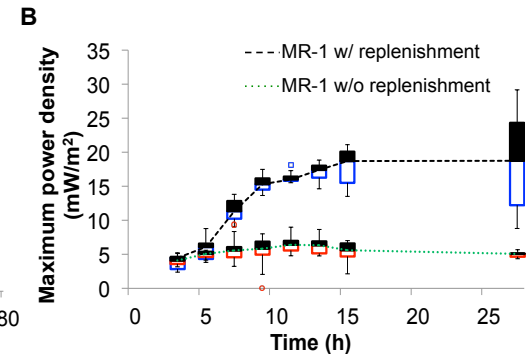 B
35
30
25
20
15
10
5
0
Maximum power density
(mW/m²)
MR-1 w/ replenishment
MR-1 w/o replenishment
0 5 10 15 20 25
Time (h)
80